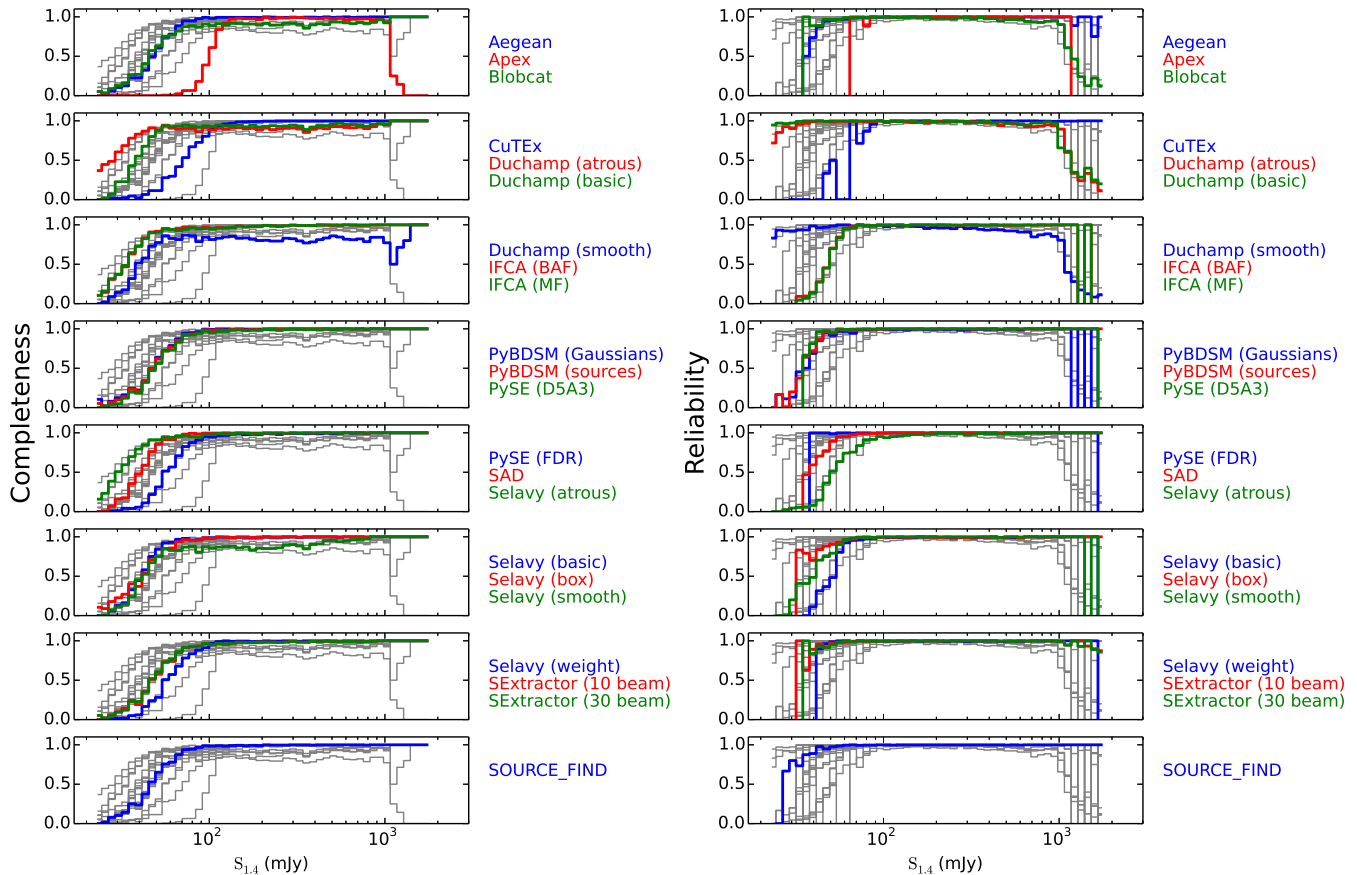 Completeness
1.0
0.5
0.0
Aegean
Apex
Blobcat
1.0
0.5
0.0
CuTEx
Duchamp (atrous)
Duchamp (basic)
1.0
0.5
0.0
Duchamp (smooth)
IFCA (BAF)
IFCA (MF)
1.0
0.5
0.0
PyBDSM (Gaussians)
PyBDSM (sources)
PySE (D5A3)
1.0
0.5
0.0
PySE (FDR)
SAD
Selavy (atrous)
1.0
0.5
0.0
Selavy (basic)
Selavy (box)
Selavy (smooth)
1.0
0.5
0.0
Selavy (weight)
SExtractor (10 beam)
SExtractor (30 beam)
1.0
0.5
0.0
SOURCE_FIND
10² 10³
S₁.₄ (mJy)
Reliability
1.0
0.5
0.0
Aegean
Apex
Blobcat
1.0
0.5
0.0
CuTEx
Duchamp (atrous)
Duchamp (basic)
1.0
0.5
0.0
Duchamp (smooth)
IFCA (BAF)
IFCA (MF)
1.0
0.5
0.0
PyBDSM (Gaussians)
PyBDSM (sources)
PySE (D5A3)
1.0
0.5
0.0
PySE (FDR)
SAD
Selavy (atrous)
1.0
0.5
0.0
Selavy (basic)
Selavy (box)
Selavy (smooth)
1.0
0.5
0.0
Selavy (weight)
SExtractor (10 beam)
SExtractor (30 beam)
1.0
0.5
0.0
SOURCE_FIND
10² 10³
S₁.₄ (mJy)